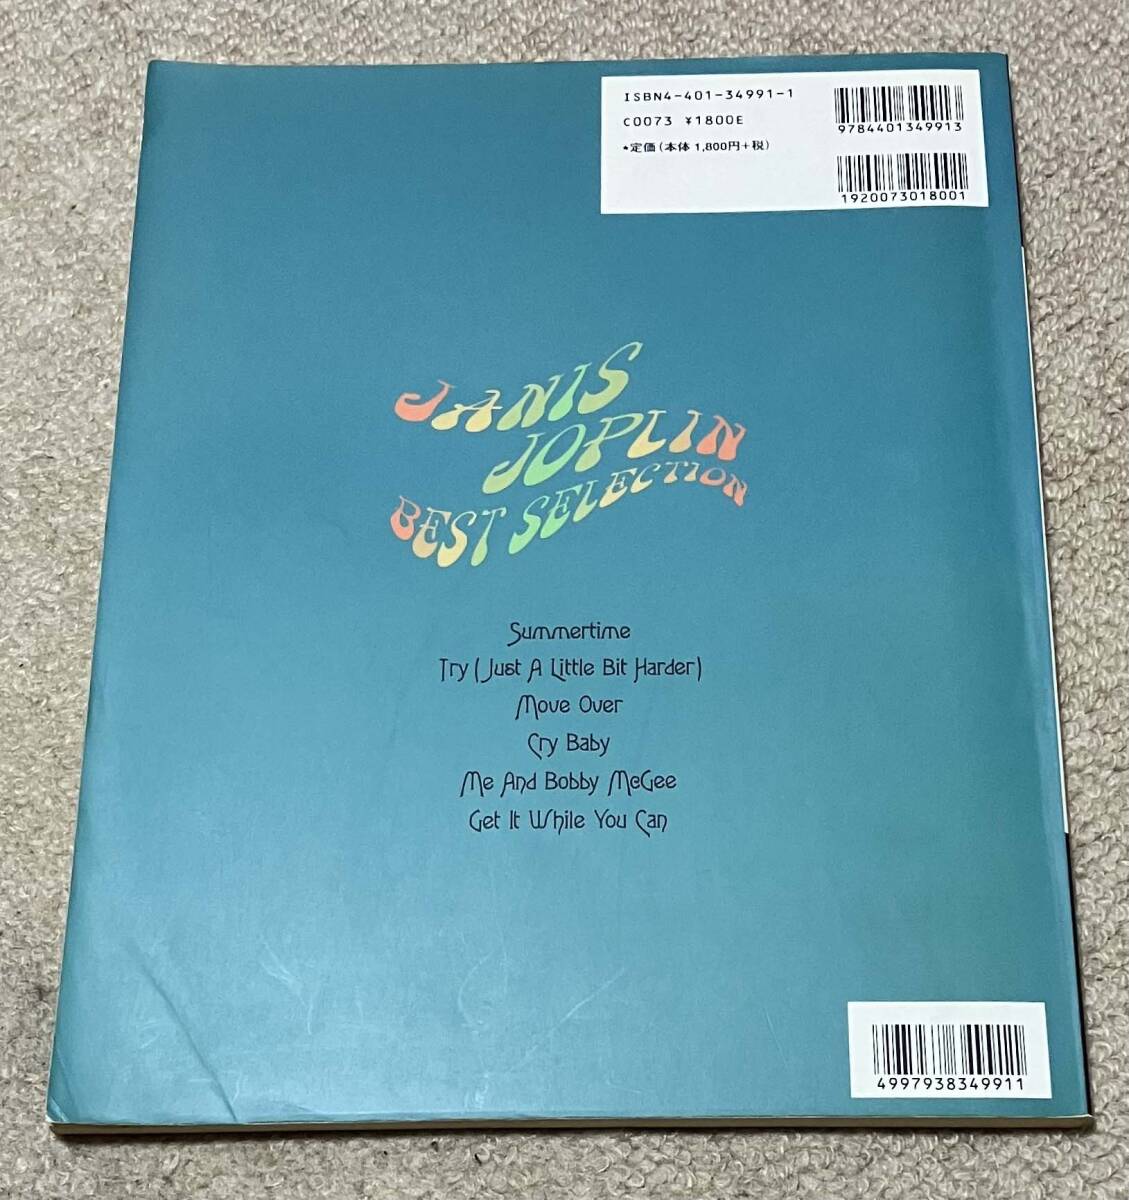 ISBN4-401-34991-1
C0073 ¥1800E
*定価(本体1,800円+税)
9784401349913
1920073018001
JANIS
JOPLIN
BEST SELECTION
Summertime
Try (Just A Little Bit Harder)
Move Over
Cry Baby
Me And Bobby McGee
Get It While You Can
4997938349911